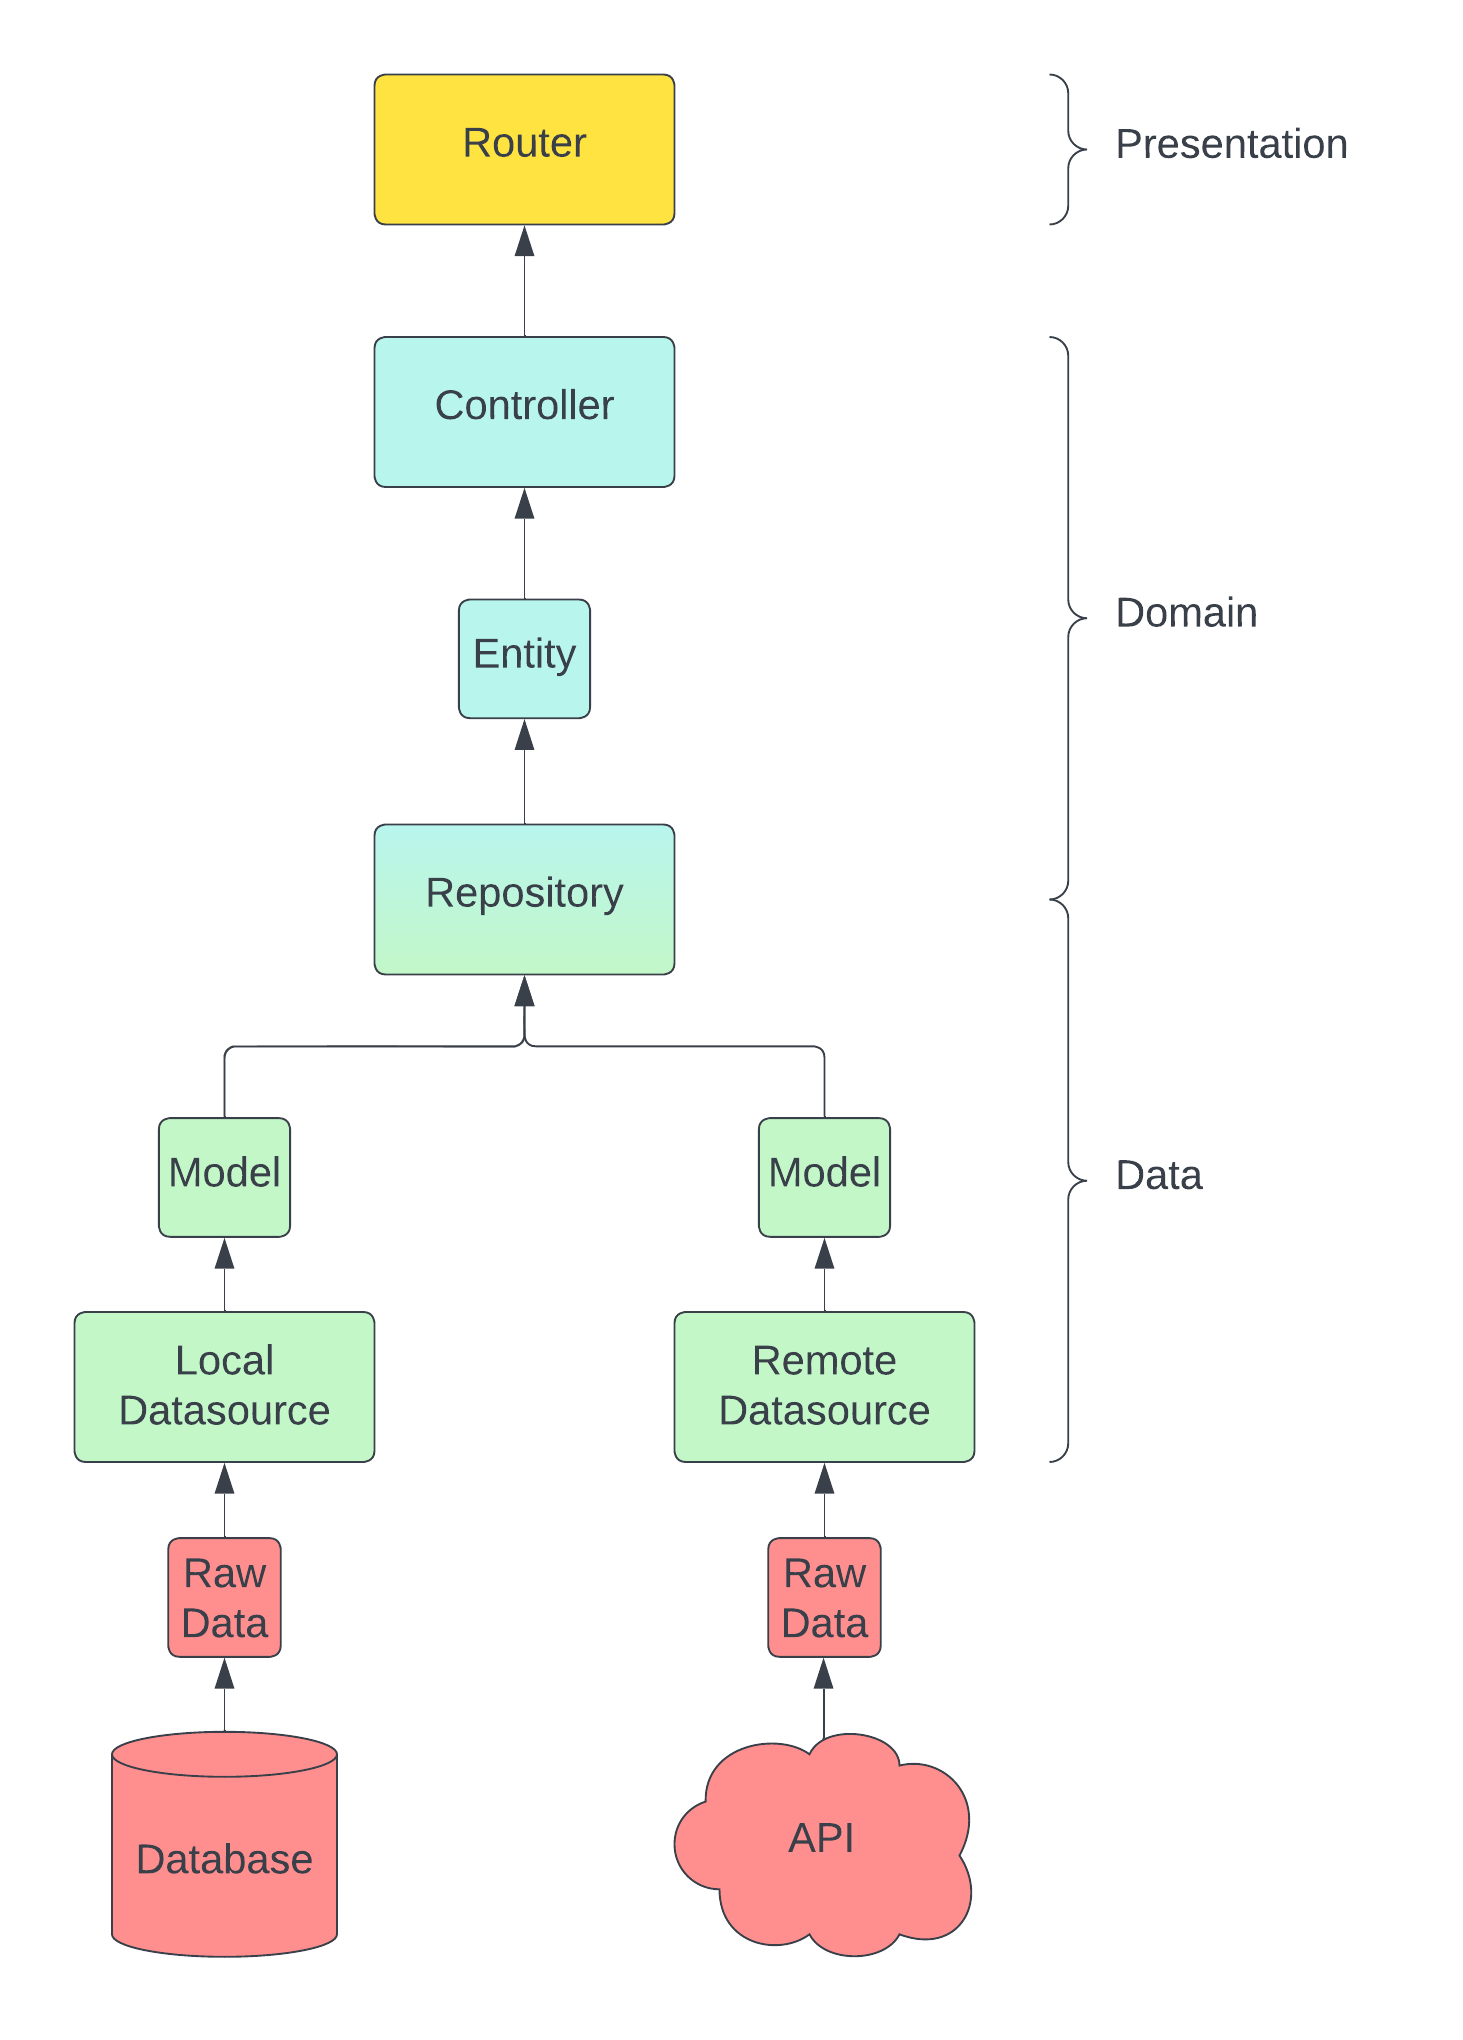 Router
Presentation
Controller
Domain
Entity
Repository
Model
Model
Data
Local
Datasource
Remote
Datasource
Raw
Data
Raw
Data
Database
API